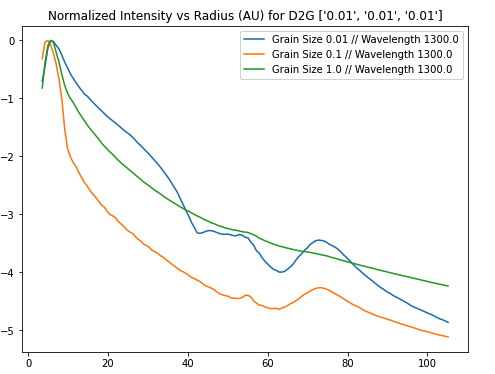 Normalized Intensity vs Radius (AU) for D2G ['0.01', '0.01', '0.01']
Grain Size 0.01 // Wavelength 1300.0
Grain Size 0.1 // Wavelength 1300.0
Grain Size 1.0 // Wavelength 1300.0
0
−1
−2
−3
−4
−5
0 20 40 60 80 100